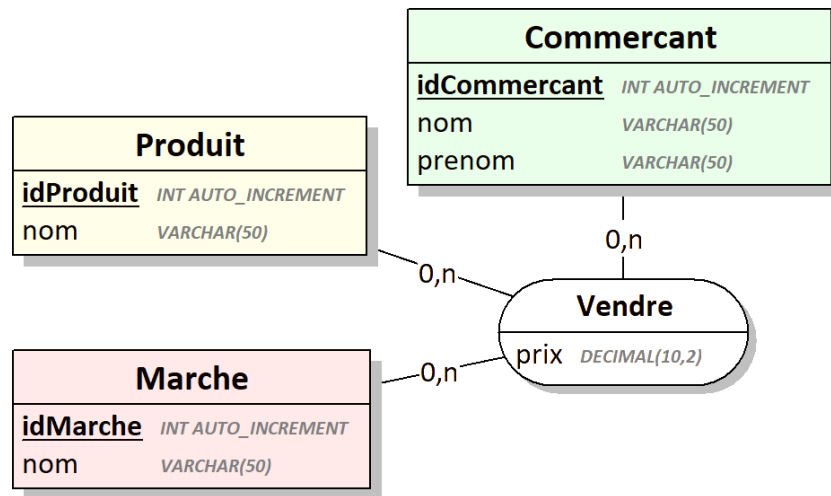 Commercant
idCommercant INT AUTO_INCREMENT
nom VARCHAR(50)
prenom VARCHAR(50)
Produit
idProduit INT AUTO_INCREMENT
nom VARCHAR(50)
0,n
0,n
Vendre
prix DECIMAL(10,2)
Marche
0,n
idMarche INT AUTO_INCREMENT
nom VARCHAR(50)